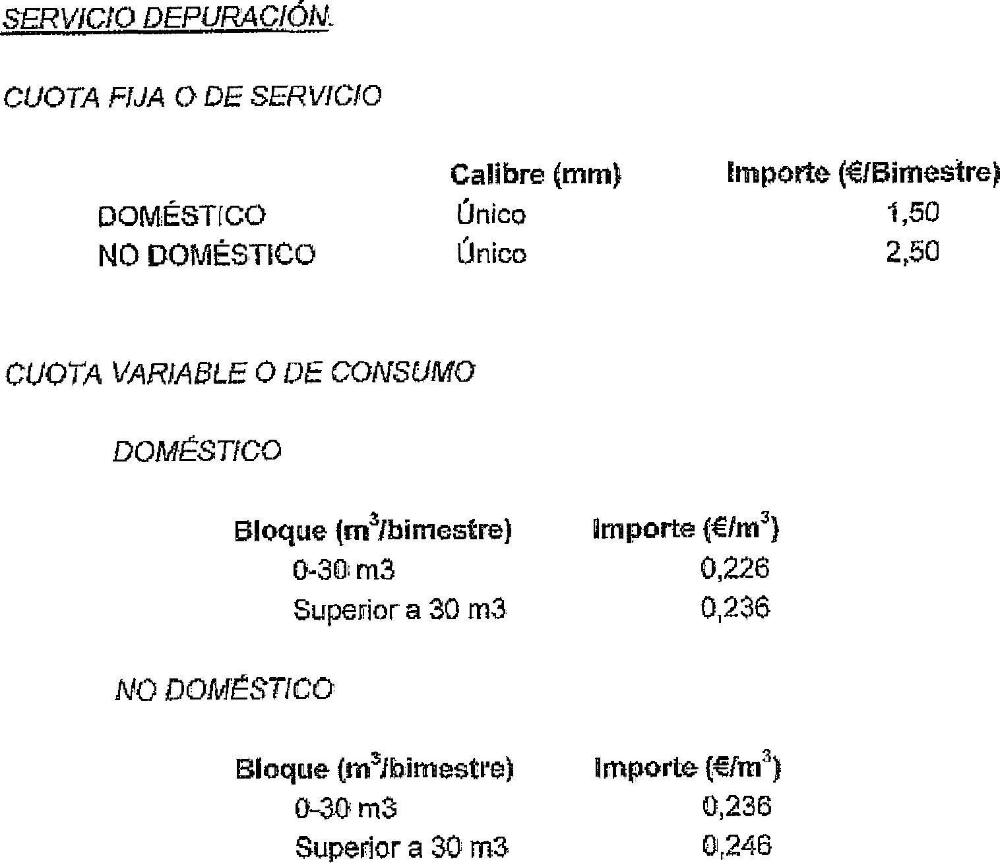 SERVICIO DEPURACIÓN.
CUOTA FIJA O DE SERVICIO
Calibre (mm) Importe (€/Bimestre)
DOMÉSTICO Único 1,50
NO DOMÉSTICO Único 2,50
CUOTA VARIABLE O DE CONSUMO
DOMÉSTICO
Bloque (m³/bimestre) Importe (€/m³)
0-30 m3 0,226
Superior a 30 m3 0,236
NO DOMÉSTICO
Bloque (m³/bimestre) Importe (€/m³)
0-30 m3 0,236
Superior a 30 m3 0,246